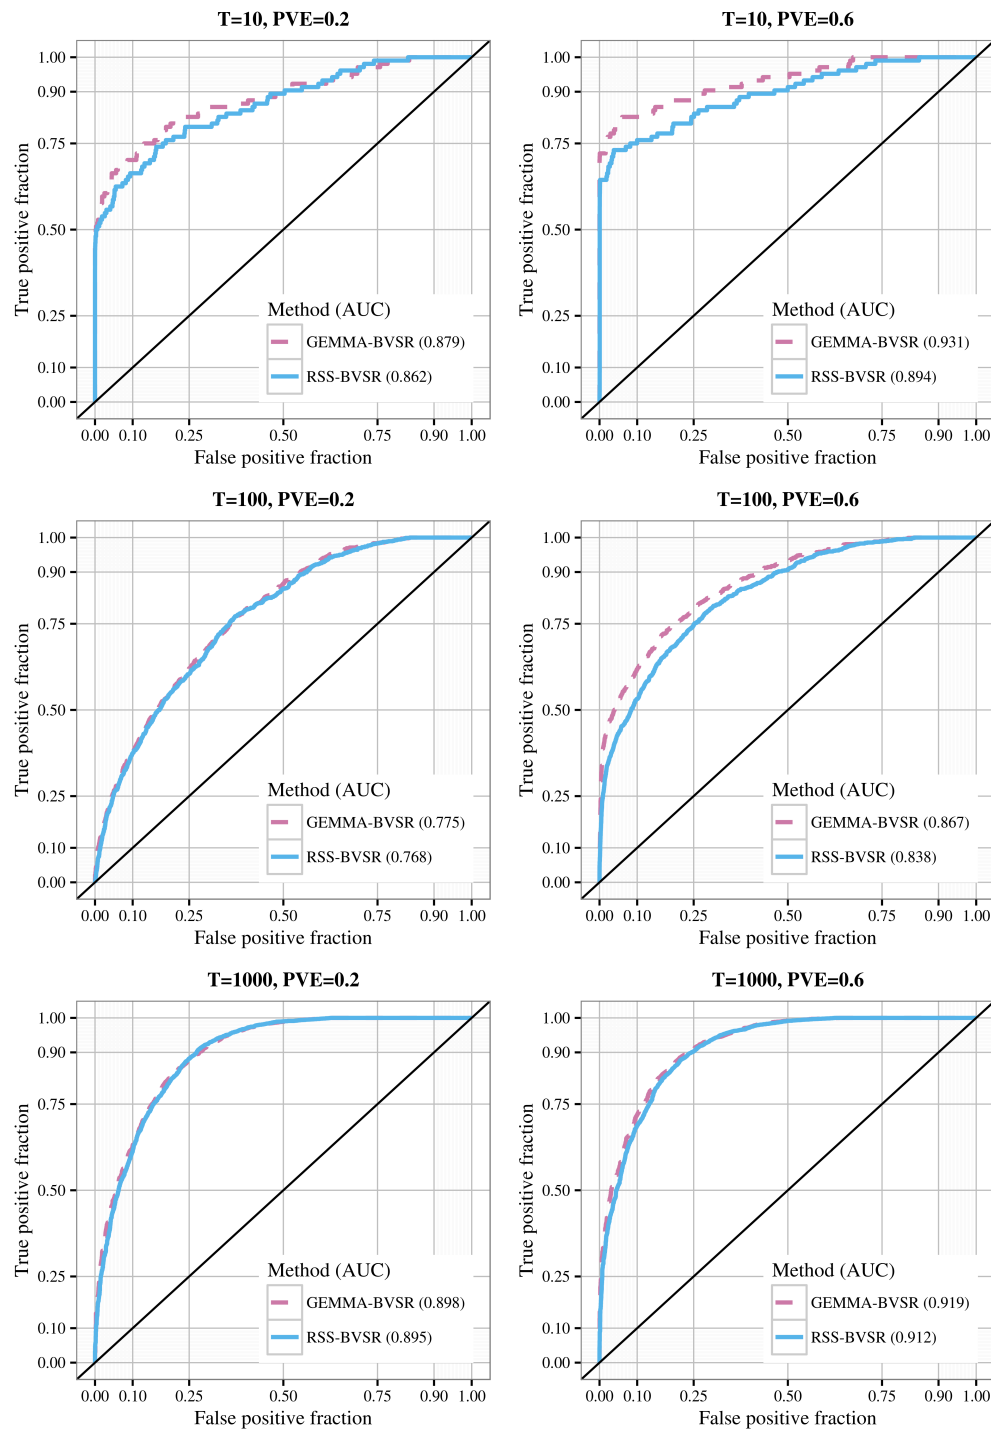 T=10, PVE=0.2
True positive fraction
1.00
0.90
0.75
0.50
0.25
0.10
0.00
Method (AUC)
GEMMA-BVSR (0.879)
RSS-BVSR (0.862)
0.00 0.10 0.25 0.50 0.75 0.90 1.00
False positive fraction
T=10, PVE=0.6
True positive fraction
1.00
0.90
0.75
0.50
0.25
0.10
0.00
Method (AUC)
GEMMA-BVSR (0.931)
RSS-BVSR (0.894)
0.00 0.10 0.25 0.50 0.75 0.90 1.00
False positive fraction
T=100, PVE=0.2
True positive fraction
1.00
0.90
0.75
0.50
0.25
0.10
0.00
Method (AUC)
GEMMA-BVSR (0.775)
RSS-BVSR (0.768)
0.00 0.10 0.25 0.50 0.75 0.90 1.00
False positive fraction
T=100, PVE=0.6
True positive fraction
1.00
0.90
0.75
0.50
0.25
0.10
0.00
Method (AUC)
GEMMA-BVSR (0.867)
RSS-BVSR (0.838)
0.00 0.10 0.25 0.50 0.75 0.90 1.00
False positive fraction
T=1000, PVE=0.2
True positive fraction
1.00
0.90
0.75
0.50
0.25
0.10
0.00
Method (AUC)
GEMMA-BVSR (0.898)
RSS-BVSR (0.895)
0.00 0.10 0.25 0.50 0.75 0.90 1.00
False positive fraction
T=1000, PVE=0.6
True positive fraction
1.00
0.90
0.75
0.50
0.25
0.10
0.00
Method (AUC)
GEMMA-BVSR (0.919)
RSS-BVSR (0.912)
0.00 0.10 0.25 0.50 0.75 0.90 1.00
False positive fraction